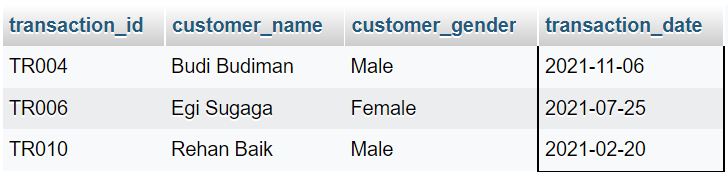 transaction_id customer_name customer_gender transaction_date
TR004 Budi Budiman Male 2021-11-06
TR006 Egi Sugaga Female 2021-07-25
TR010 Rehan Baik Male 2021-02-20